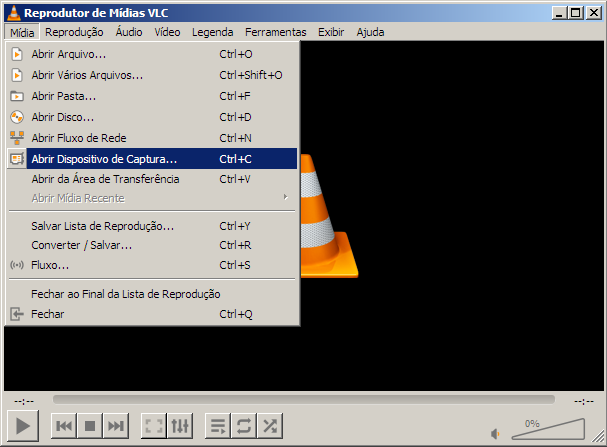 Reprodutor de Mídias VLC
Mídia Reprodução Áudio Vídeo Legenda Ferramentas Exibir Ajuda
Abrir Arquivo... Ctrl+O
Abrir Vários Arquivos... Ctrl+Shift+O
Abrir Pasta... Ctrl+F
Abrir Disco... Ctrl+D
Abrir Fluxo de Rede Ctrl+N
Abrir Dispositivo de Captura... Ctrl+C
Abrir da Área de Transferência Ctrl+V
Abrir Mídia Recente
Salvar Lista de Reprodução... Ctrl+Y
Converter / Salvar... Ctrl+R
Fluxo... Ctrl+S
Fechar ao Final da Lista de Reprodução
Fechar Ctrl+Q
--:-- --:--
0%